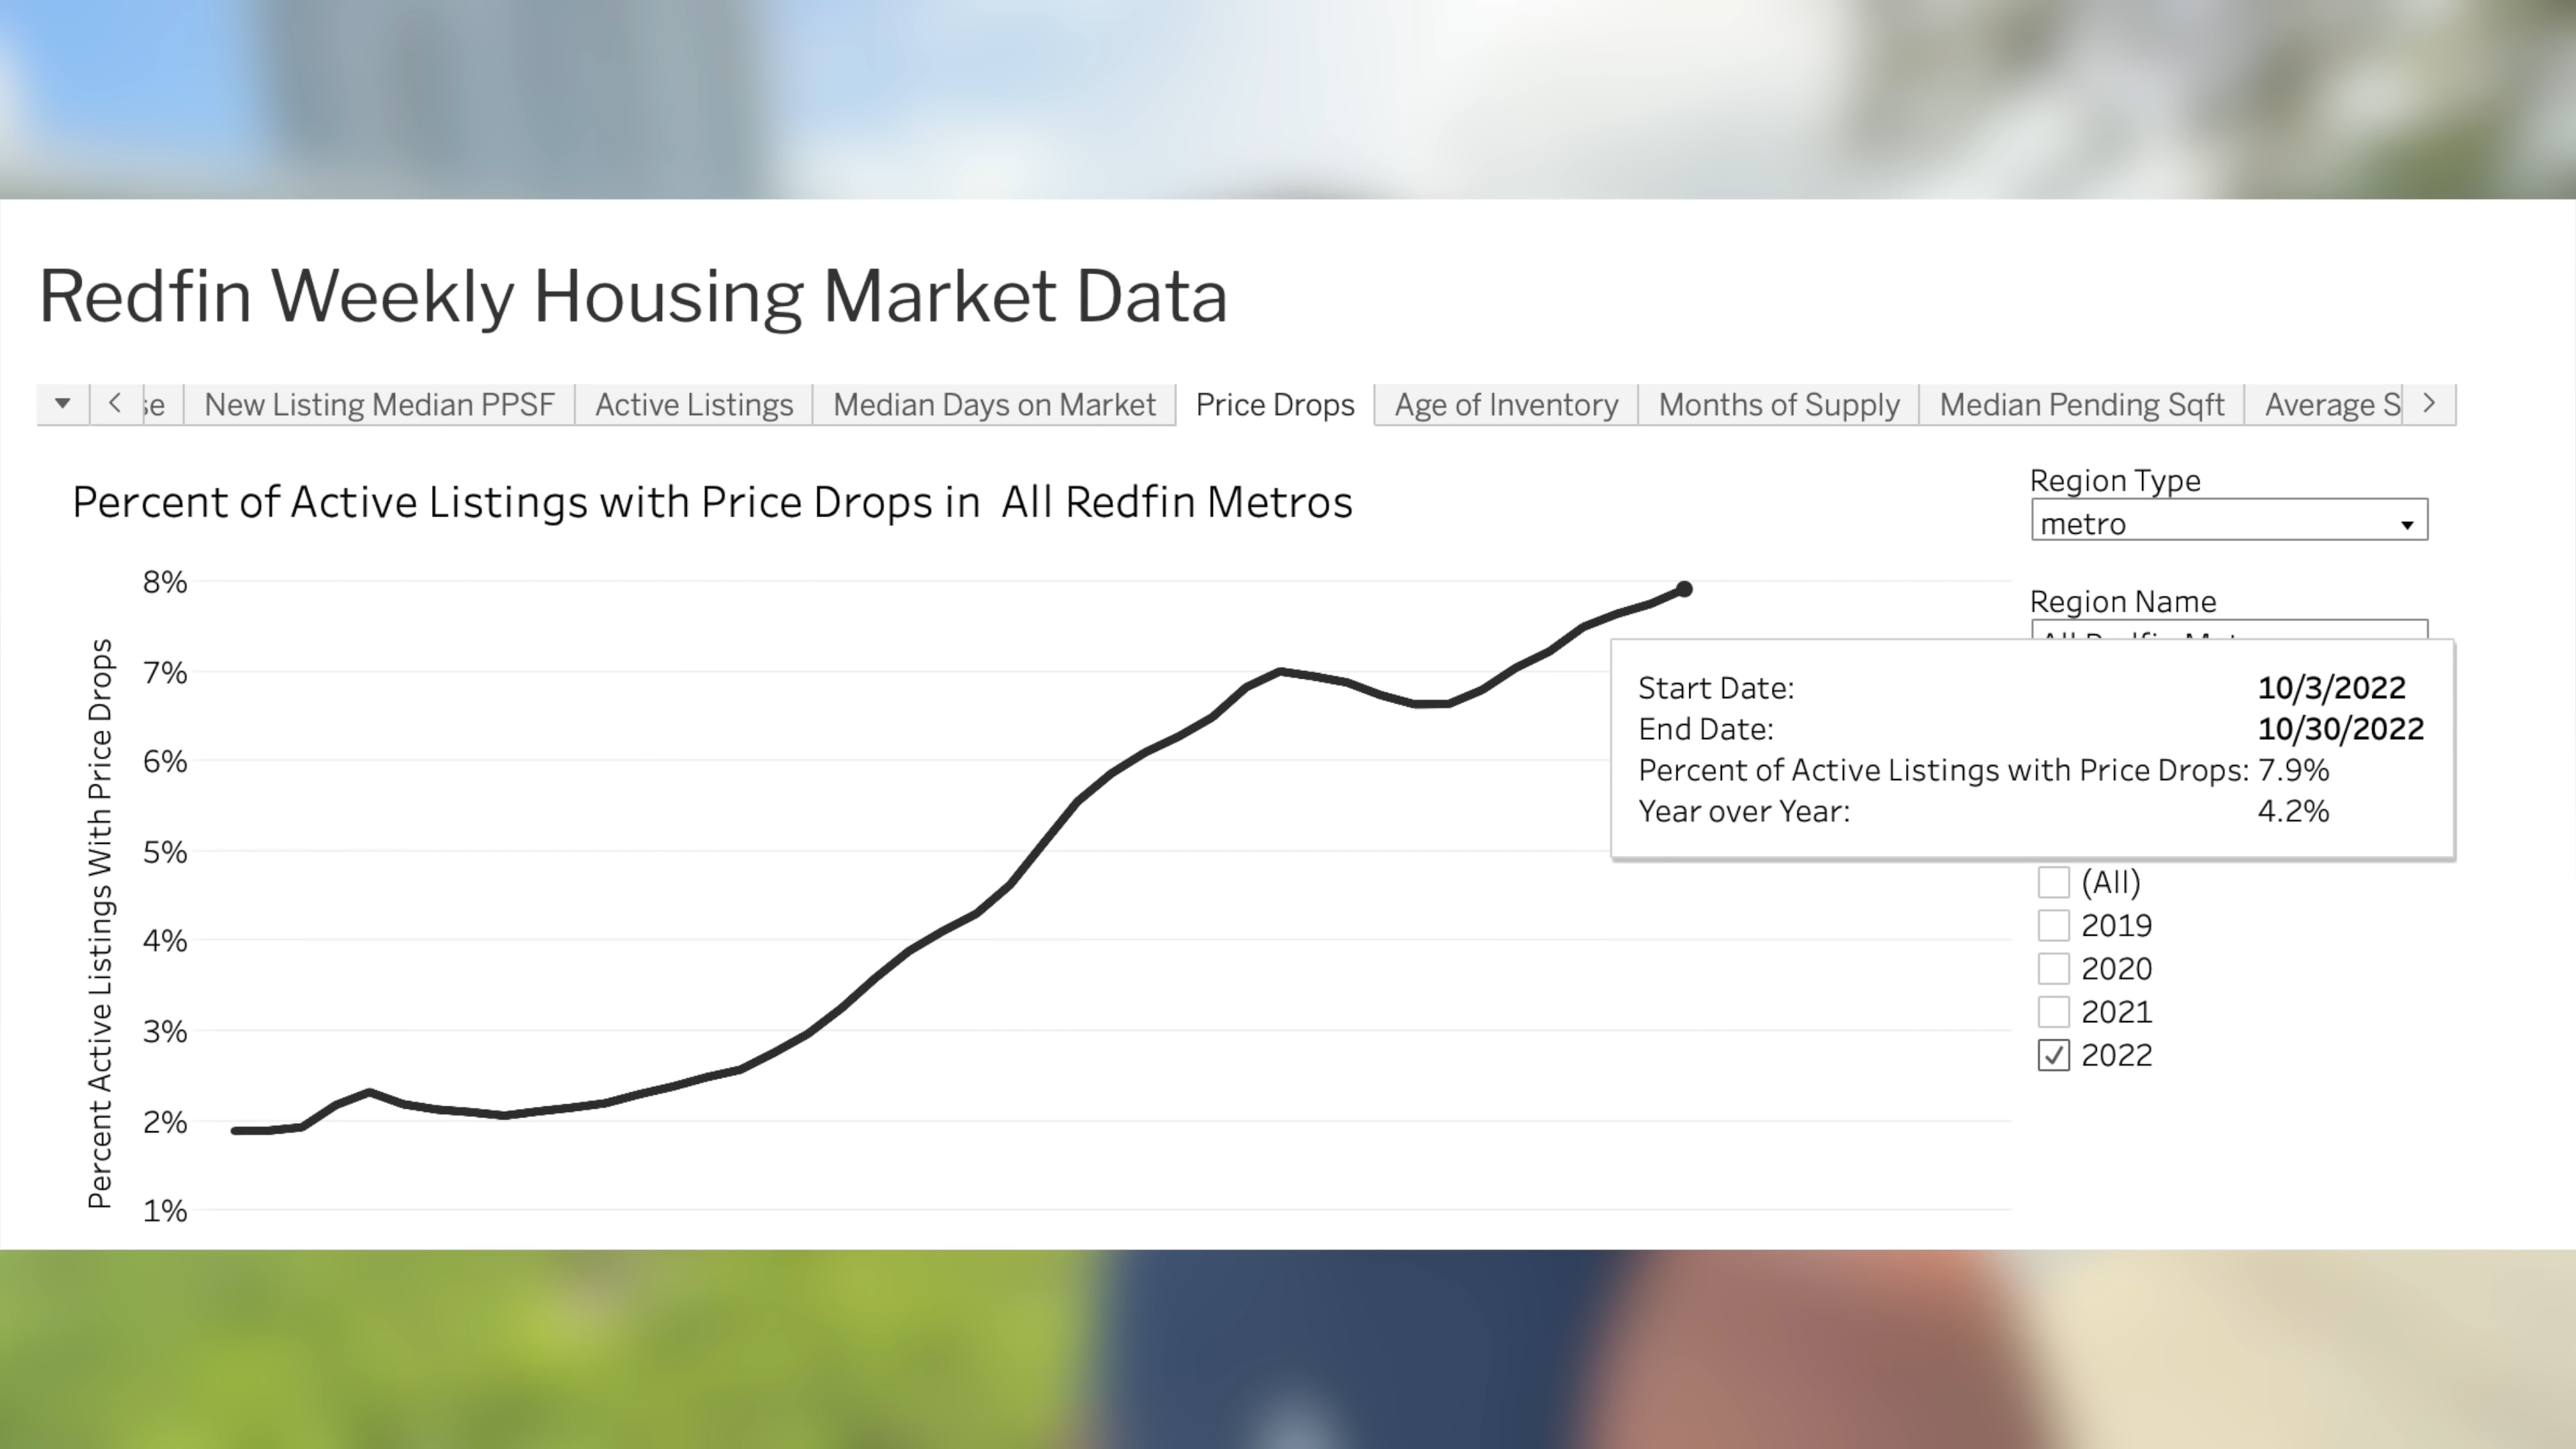 Redfin Weekly Housing Market Data
New Listing Median PPSF Active Listings Median Days on Market Price Drops Age of Inventory Months of Supply Median Pending Sqft Average S
Percent of Active Listings with Price Drops in All Redfin Metros
Region Type
metro
Region Name
Start Date: 10/3/2022
End Date: 10/30/2022
Percent of Active Listings with Price Drops: 7.9%
Year over Year: 4.2%
(All)
2019
2020
2021
2022
Percent Active Listings With Price Drops
8%
7%
6%
5%
4%
3%
2%
1%